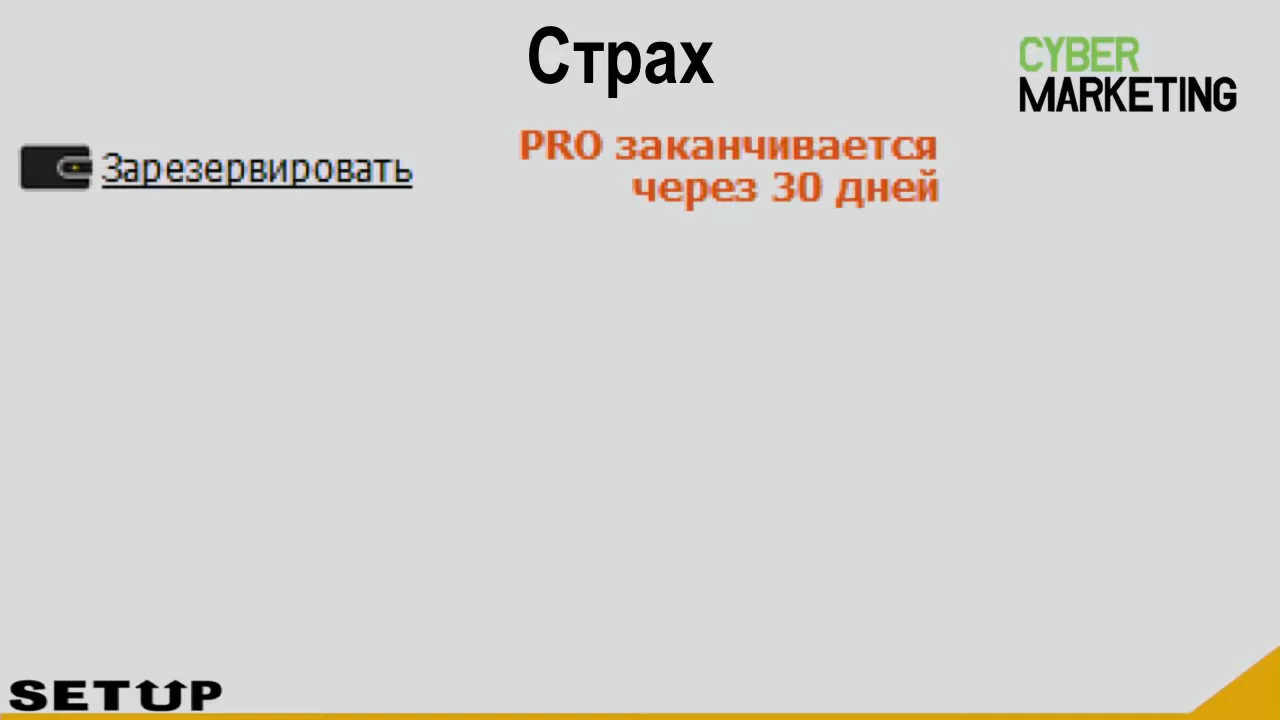 Страх
CYBER
MARKETING
Зарезервировать
PRO заканчивается
через 30 дней
SETUP